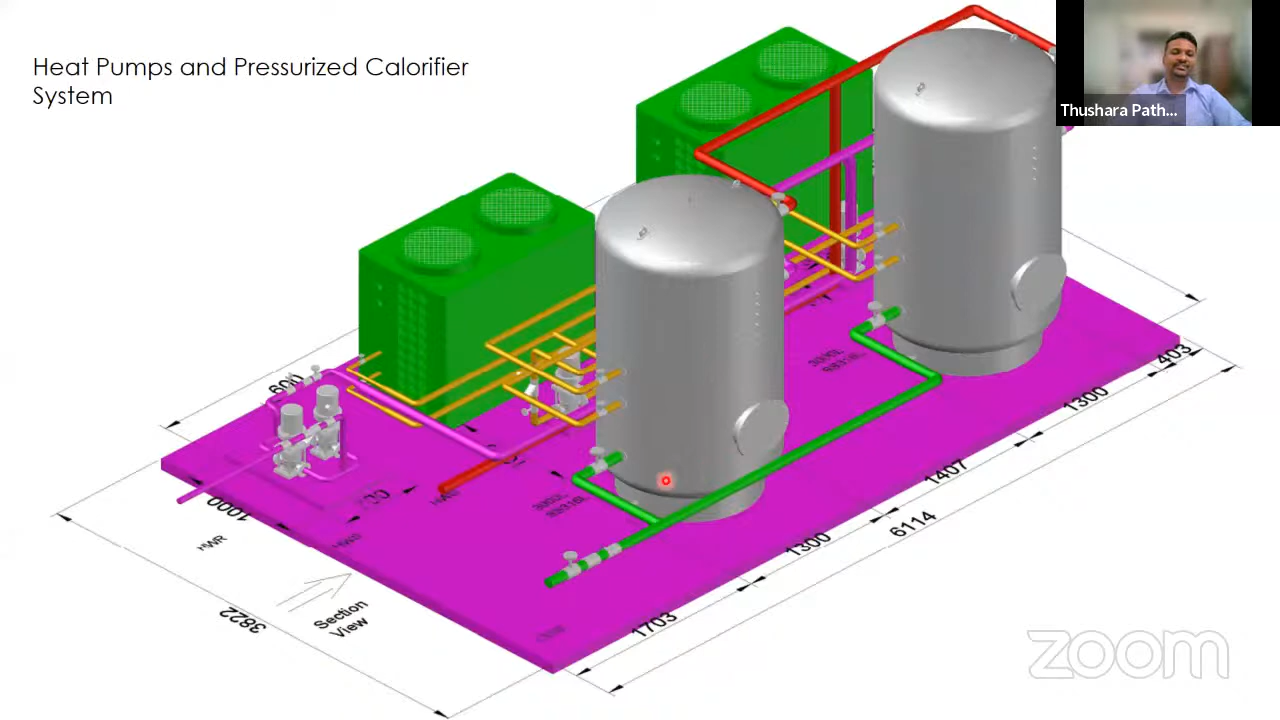 Heat Pumps and Pressurized Calorifier
System
Thushara Path...
600
1000
HWR
3822
Section
View
1703
1300
1407
6114
1300
403
zoom